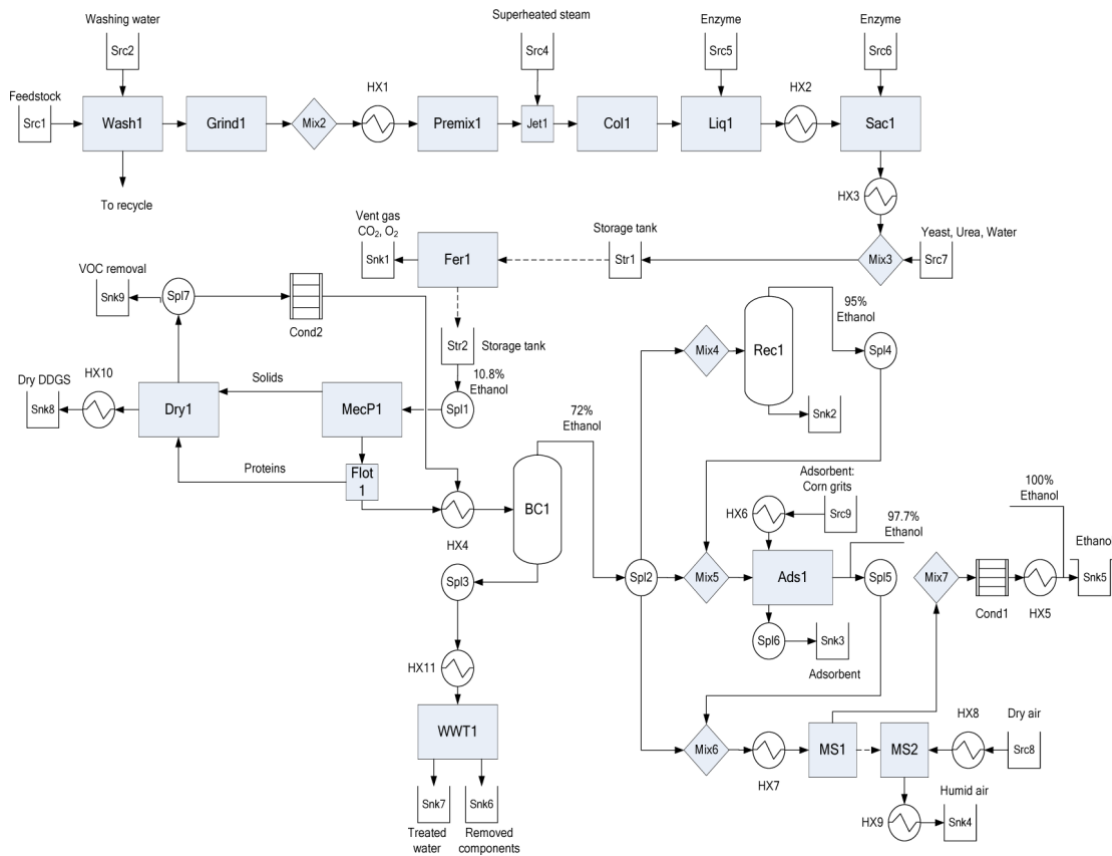 Washing water
Src2
Superheated steam
Src4
Enzyme
Src5
Enzyme
Src6
Feedstock
Src1
Wash1
Grind1
Mix2
HX1
Premix1
Jet1
Col1
Liq1
HX2
Sac1
To recycle
HX3
Vent gas
CO₂, O₂
Snk1
Fer1
Storage tank
Str1
Mix3
Yeast, Urea, Water
Src7
VOC removal
Snk9
Spl7
Cond2
Str2
Storage tank
10.8%
Ethanol
Spl1
Mix4
Rec1
95%
Ethanol
Spl4
Snk2
Dry DDGS
Snk8
HX10
Dry1
Solids
MecP1
Proteins
Flot
1
HX4
BC1
72%
Ethanol
Spl3
Spl2
Mix5
HX6
Adsorbent:
Corn grits
Src9
Ads1
97.7%
Ethanol
Spl5
Spl6
Snk3
Adsorbent
Mix7
Cond1
HX5
100%
Ethanol
Ethano
Snk5
HX11
WWT1
Snk7
Snk6
Treated
water
Removed
components
Mix6
HX7
MS1
MS2
HX8
Dry air
Src8
HX9
Humid air
Snk4